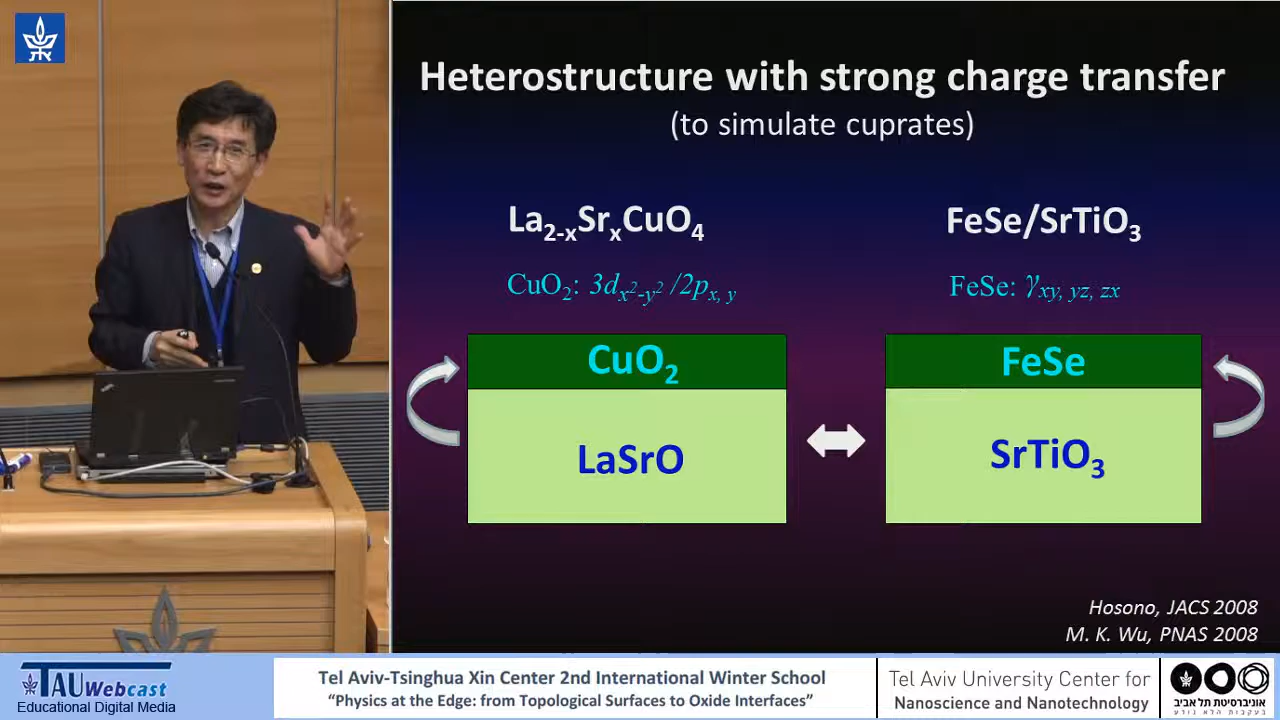 Heterostructure with strong charge transfer
(to simulate cuprates)
La2-xSrxCuO4
CuO2: 3dx2-y2 /2px, y
CuO2
LaSrO
FeSe/SrTiO3
FeSe: γxy, yz, zx
FeSe
SrTiO3
Hosono, JACS 2008
M. K. Wu, PNAS 2008
TAU Webcast
Educational Digital Media
Tel Aviv-Tsinghua Xin Center 2nd International Winter School
“Physics at the Edge: from Topological Surfaces to Oxide Interfaces”
Tel Aviv University Center for
Nanoscience and Nanotechnology
אוניברסיטת תל אביב